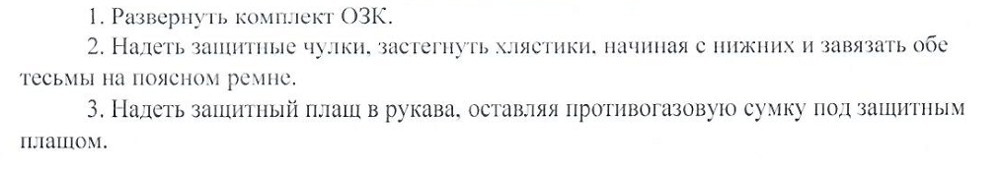 1. Развернуть комплект ОЗК.
2. Надеть защитные чулки, застегнуть хлястики, начиная с нижних и завязать обе
тесьмы на поясном ремне.
3. Надеть защитный плащ в рукава, оставляя противогазовую сумку под защитным
плащом.